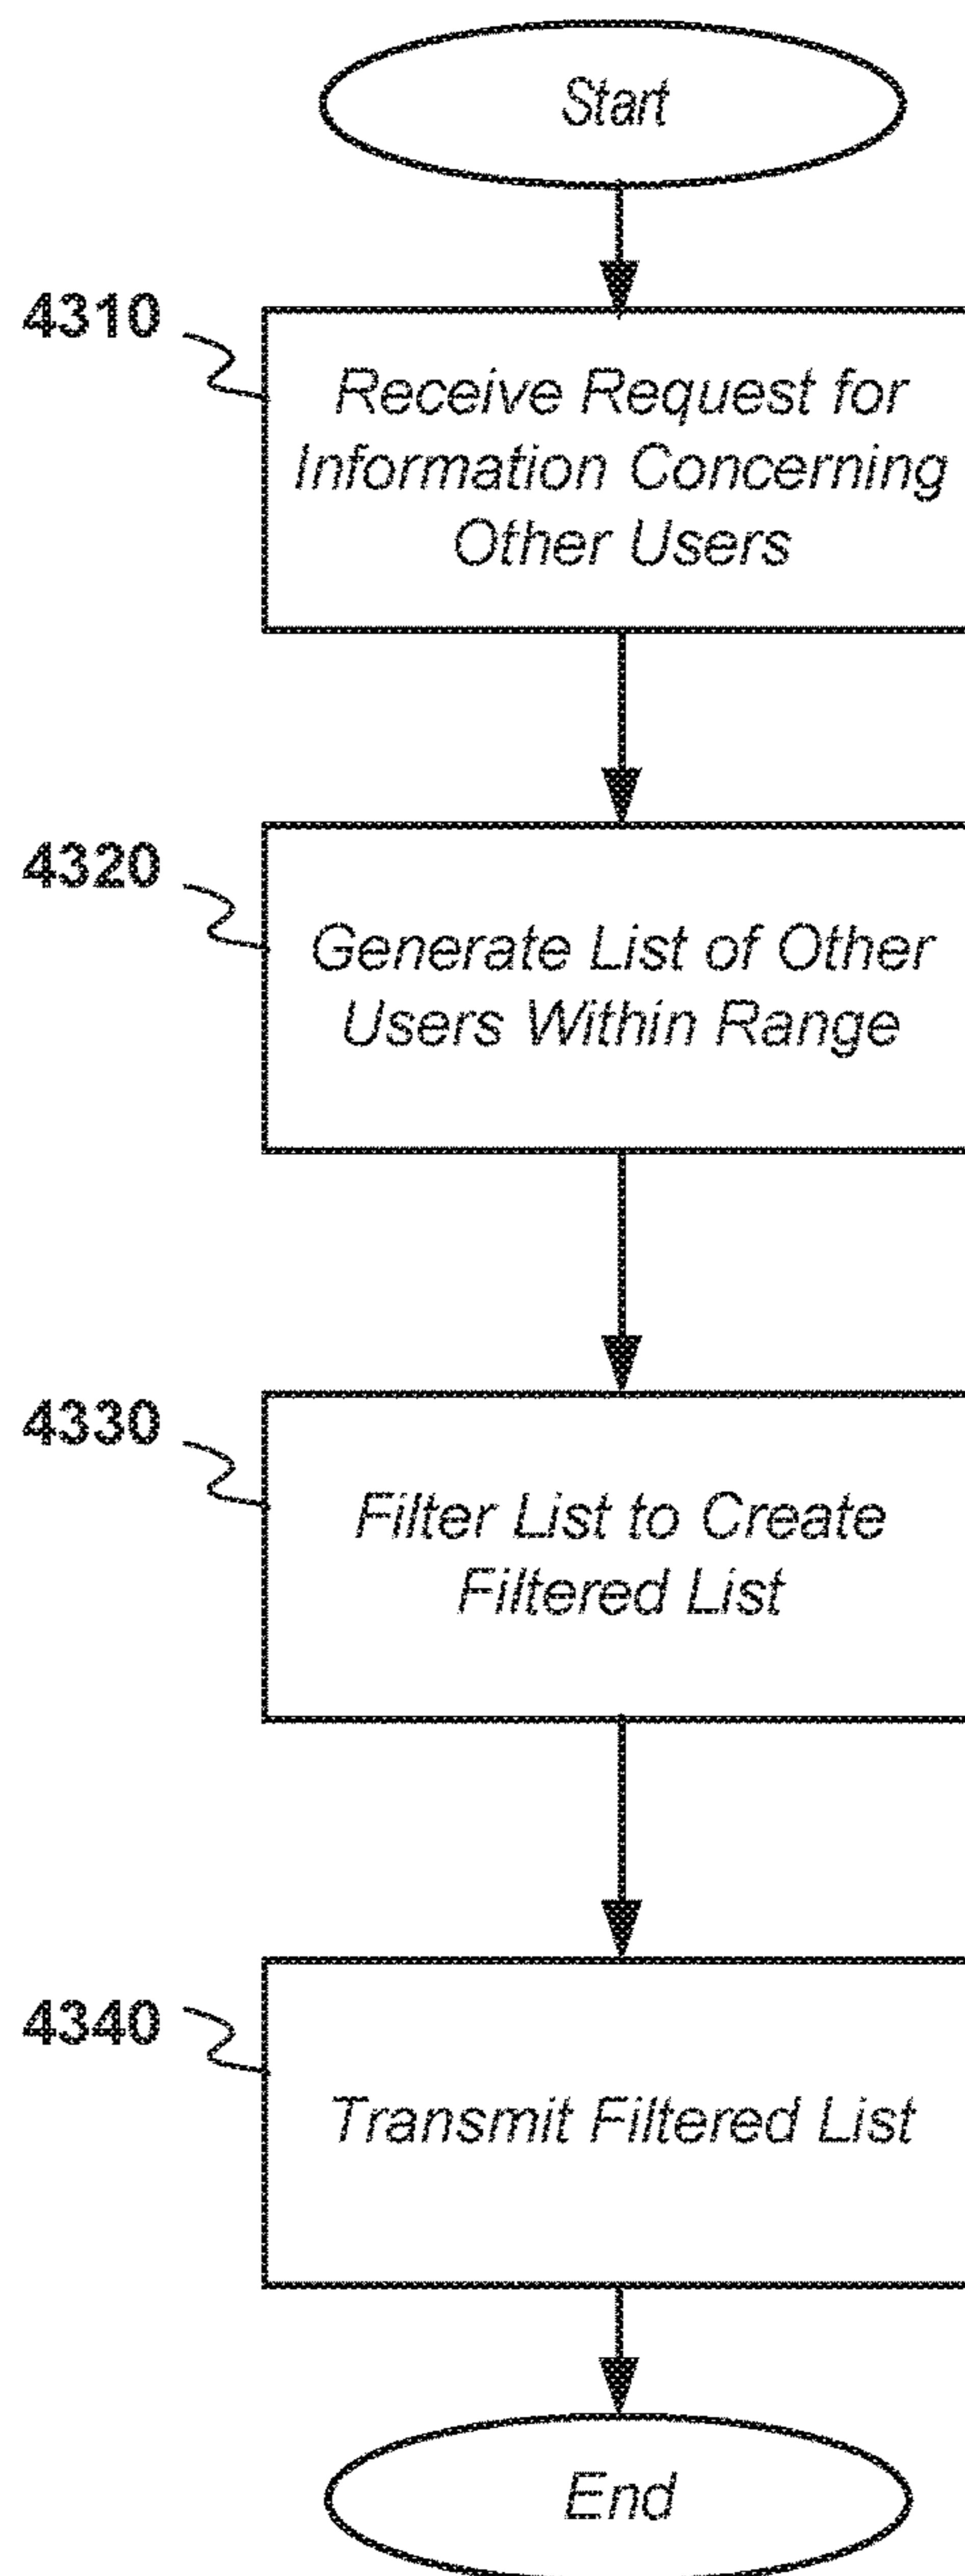 Start
4310
Receive Request for
Information Concerning
Other Users
4320
Generate List of Other
Users Within Range
4330
Filter List to Create
Filtered List
4340
Transmit Filtered List
End